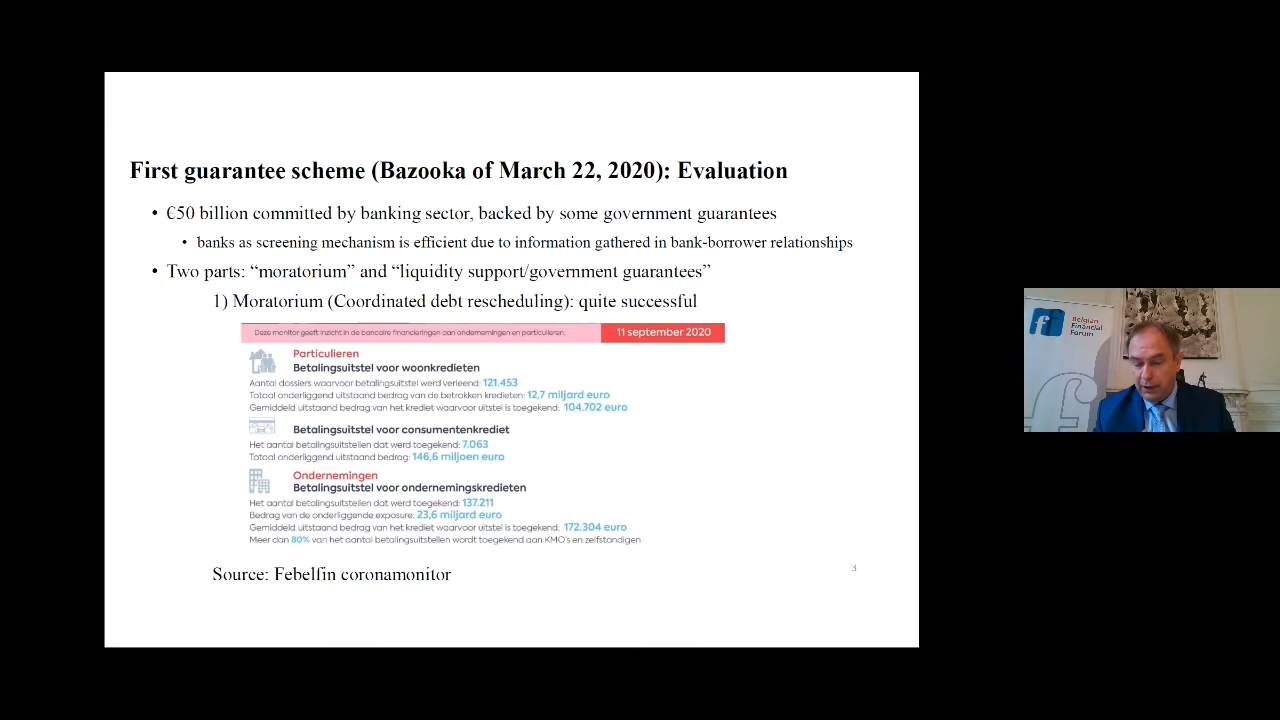 First guarantee scheme (Bazooka of March 22, 2020): Evaluation
• €50 billion committed by banking sector, backed by some government guarantees
• banks as screening mechanism is efficient due to information gathered in bank-borrower relationships
• Two parts: “moratorium” and “liquidity support/government guarantees”
1) Moratorium (Coordinated debt rescheduling): quite successful
Deze monitor geeft inzicht in de bancaire financieringen aan ondernemingen en particulieren.
11 september 2020
Particulieren
Betalingsuitstel voor woonkredieten
Aantal dossiers waarvoor betalingsuitstel werd verleend: 121.453
Totaal onderliggend uitstaand bedrag van de betrokken kredieten: 12,7 miljard euro
Gemiddeld uitstaand bedrag van het krediet waarvoor uitstel is toegekend: 104.702 euro
Betalingsuitstel voor consumentenkrediet
Het aantal betalingsuitstellen dat werd toegekend: 7.063
Totaal onderliggend uitstaand bedrag: 146,6 miljoen euro
Ondernemingen
Betalingsuitstel voor ondernemingskredieten
Het aantal betalingsuitstellen dat werd toegekend: 137.211
Bedrag van de onderliggende exposure: 23,6 miljard euro
Gemiddeld uitstaand bedrag van het krediet waarvoor uitstel is toegekend: 172.304 euro
Meer dan 80% van het aantal betalingsuitstellen wordt toegekend aan KMO's en zelfstandigen
Source: Febelfin coronamonitor
3
Belgian
Financial
Forum